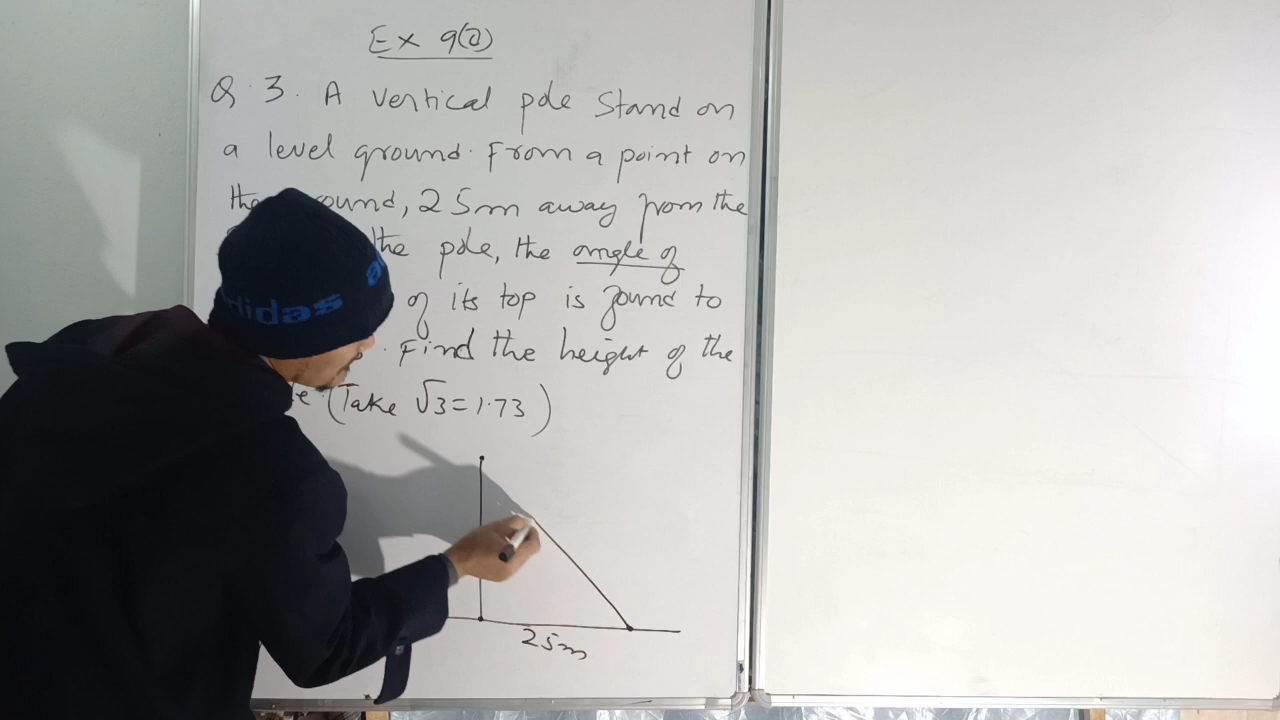 Ex 9(a)
Q.3. A vertical pole stand on
a level ground. From a point on
the ound, 25m away from the
the pole, the angle of
of its top is found to
. Find the height of the
(Take √3=1.73)
25m
adidas